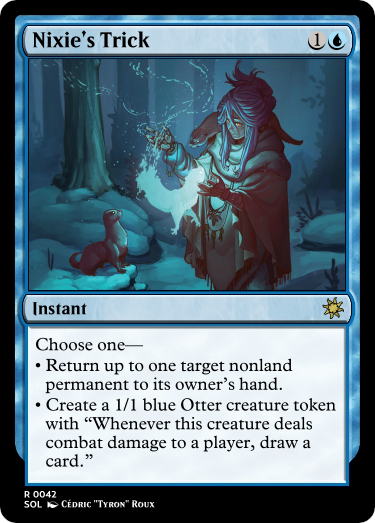 Nixie's Trick 1
Instant
Choose one—
• Return up to one target nonland
permanent to its owner's hand.
• Create a 1/1 blue Otter creature token
with “Whenever this creature deals
combat damage to a player, draw a
card.”
R 0042
SOL Cédric "Tyron" Roux